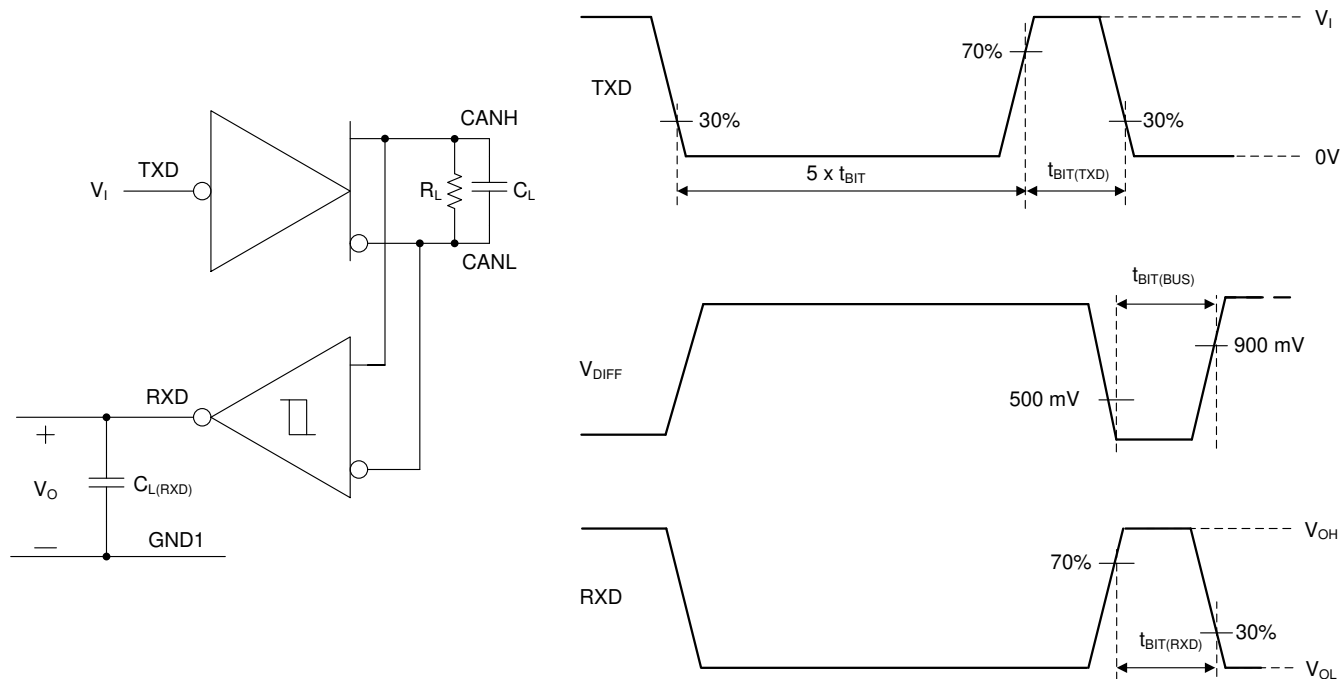 CANH
TXD
V_I
R_L
C_L
CANL
RXD
+
V_O
C_L(RXD)
—
GND1
V_I
70%
TXD
30%
30%
0V
5 x t_BIT
t_BIT(TXD)
t_BIT(BUS)
900 mV
V_DIFF
500 mV
V_OH
70%
RXD
t_BIT(RXD)
30%
V_OL